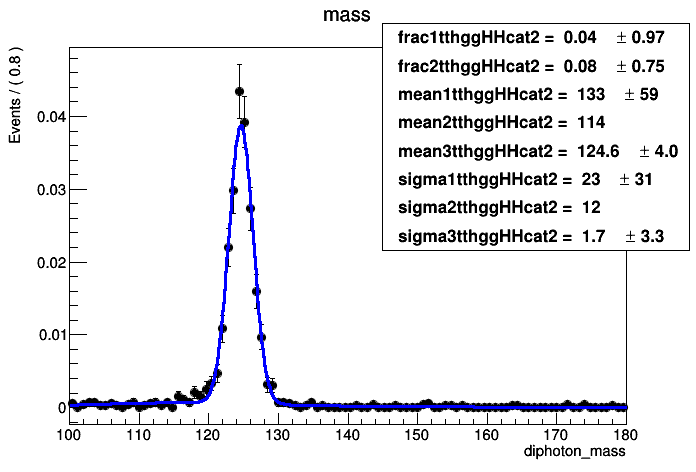 mass
frac1tthggHHcat2 = 0.04 ± 0.97
frac2tthggHHcat2 = 0.08 ± 0.75
mean1tthggHHcat2 = 133 ± 59
mean2tthggHHcat2 = 114
mean3tthggHHcat2 = 124.6 ± 4.0
sigma1tthggHHcat2 = 23 ± 31
sigma2tthggHHcat2 = 12
sigma3tthggHHcat2 = 1.7 ± 3.3
Events / ( 0.8 )
0.04
0.03
0.02
0.01
0
100 110 120 130 140 150 160 170 180
diphoton_mass